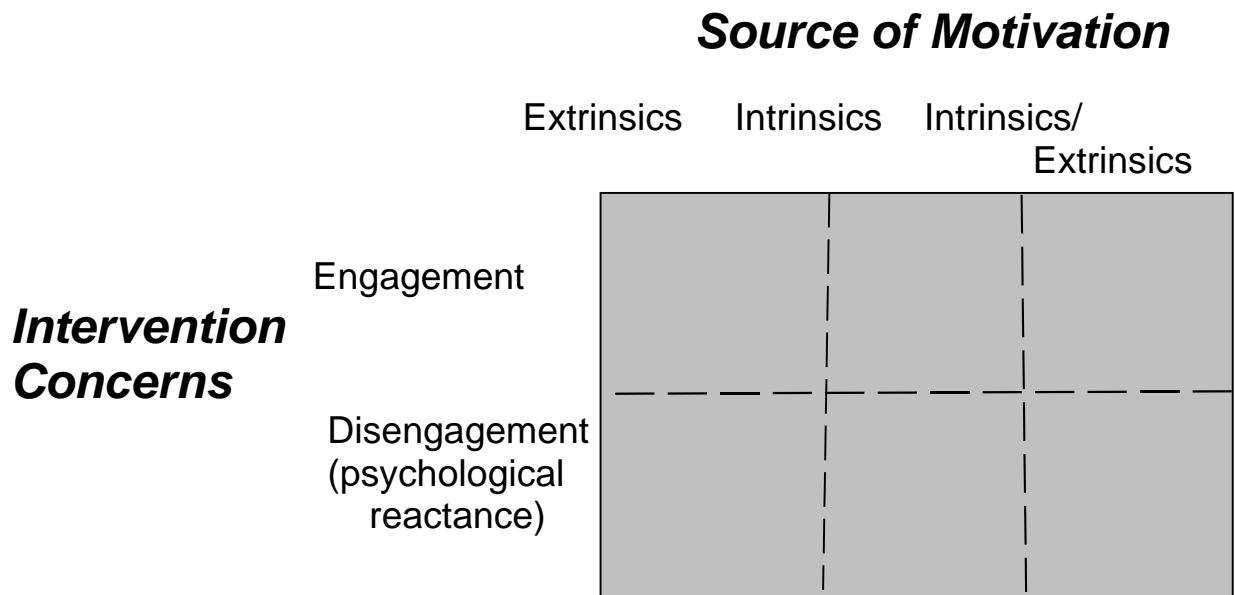 Source of Motivation
Extrinsics Intrinsics Intrinsics/
Extrinsics
Engagement
Intervention
Concerns
Disengagement
(psychological
reactance)